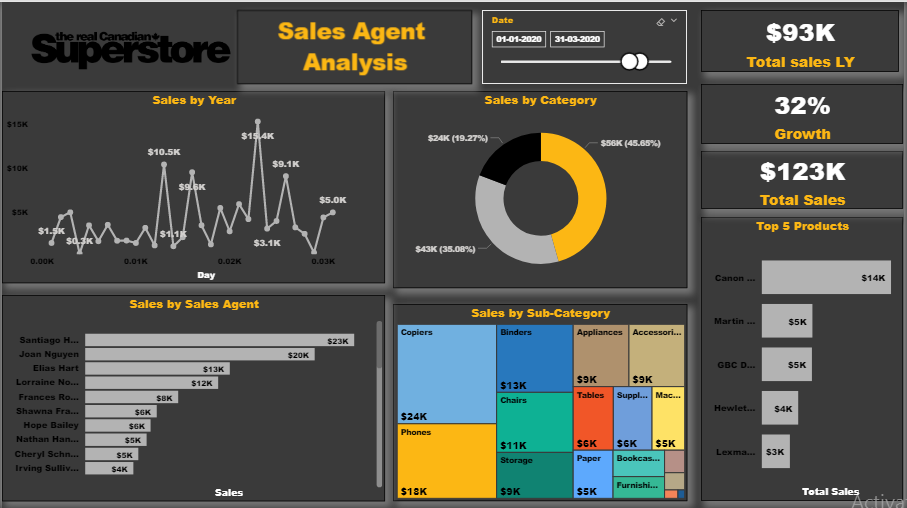 the real Canadian
Superstore
Sales Agent
Analysis
Date
01-01-2020
31-03-2020
$93K
Total sales LY
32%
Growth
$123K
Total Sales
Sales by Year
$15K
$10K
$5K
$1.5K
$0.3K
$10.5K
$1.1K
$9.6K
$15.4K
$3.1K
$9.1K
$5.0K
0.00K
0.01K
0.02K
0.03K
Day
Sales by Category
$24K (19.27%)
$56K (45.65%)
$43K (35.08%)
Top 5 Products
Canon ...
$14K
Martin ...
$5K
GBC D...
$5K
Hewlet...
$4K
Lexma...
$3K
Total Sales
Sales by Sales Agent
Santiago H...
$23K
Joan Nguyen
$20K
Elias Hart
$13K
Lorraine No...
$12K
Frances Ro...
$8K
Shawna Fra...
$6K
Hope Bailey
$6K
Nathan Han...
$5K
Cheryl Schn...
$5K
Irving Sulliv...
$4K
Sales
Sales by Sub-Category
Copiers
$24K
Phones
$18K
Binders
$13K
Chairs
$11K
Storage
$9K
Appliances
$9K
Accessori...
$9K
Tables
$6K
Suppl...
$6K
Mac...
$5K
Paper
$5K
Bookcas...
Furnishi...
Activa